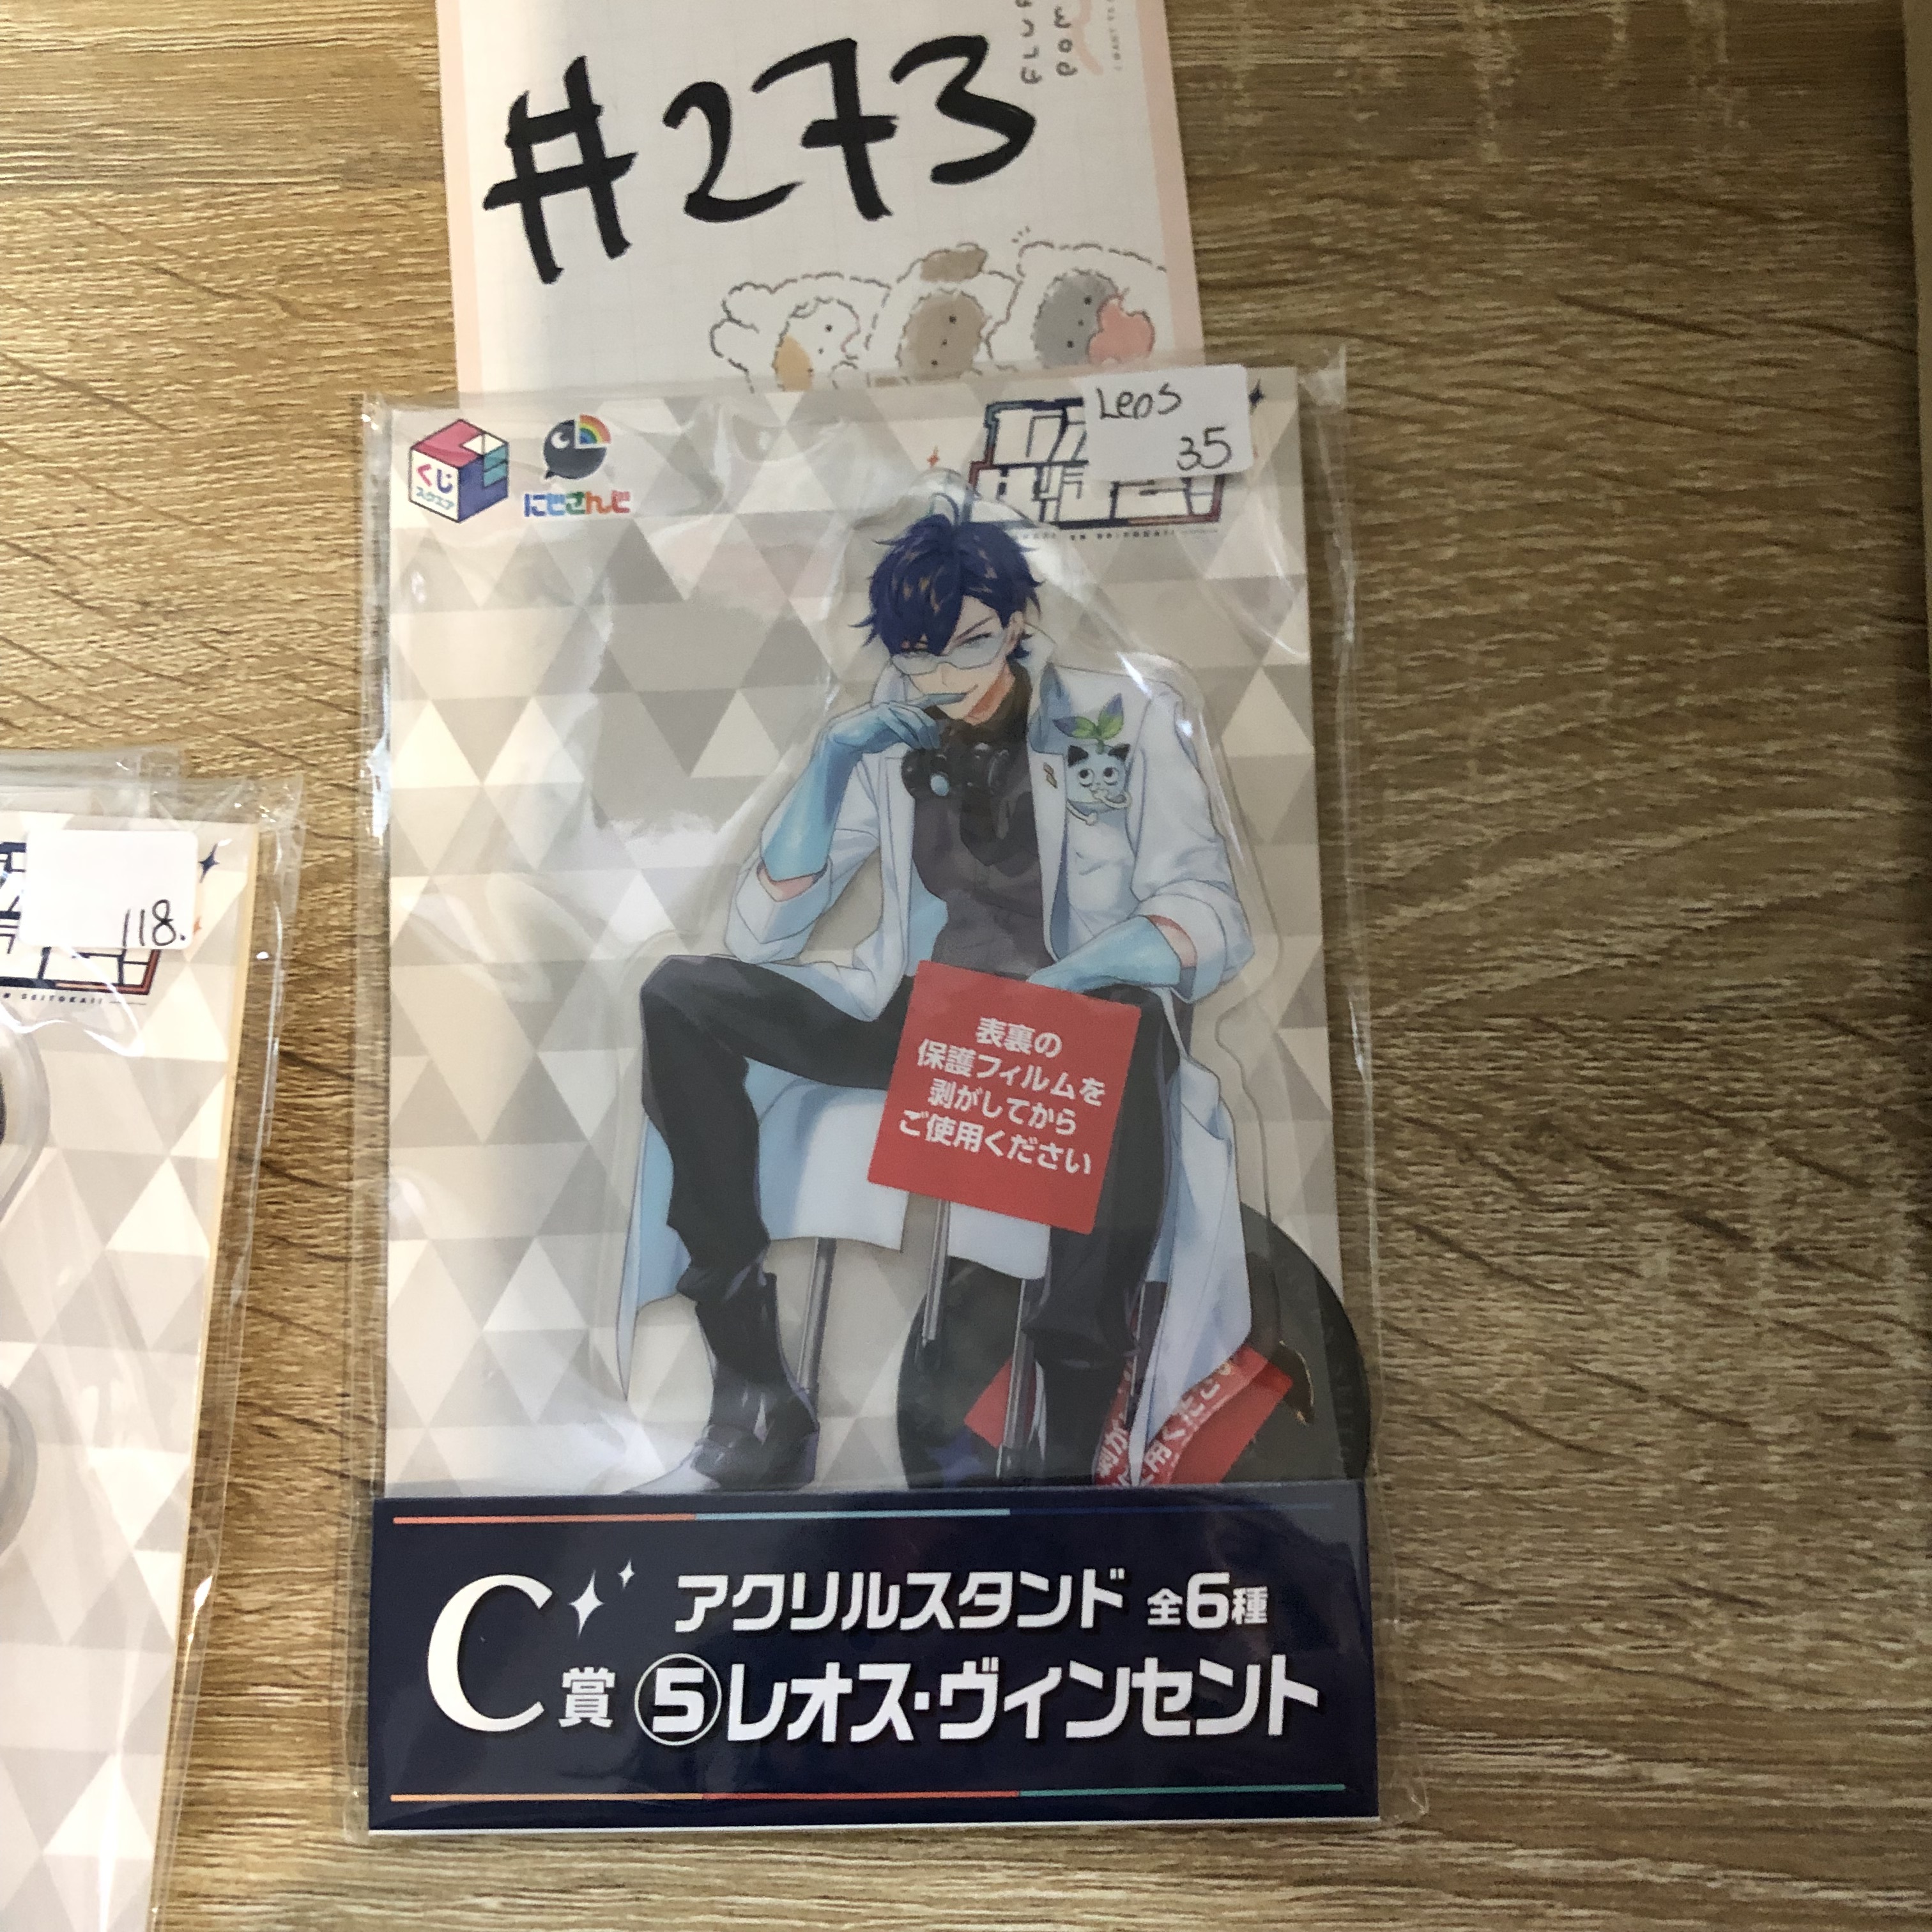 #273
Leos
35
くじ
スクエア
にじさんじ
118.
表裏の
保護フィルムを
剥がしてから
ご使用ください
C賞
アクリルスタンド 全6種
⑤レオス・ヴィンセント